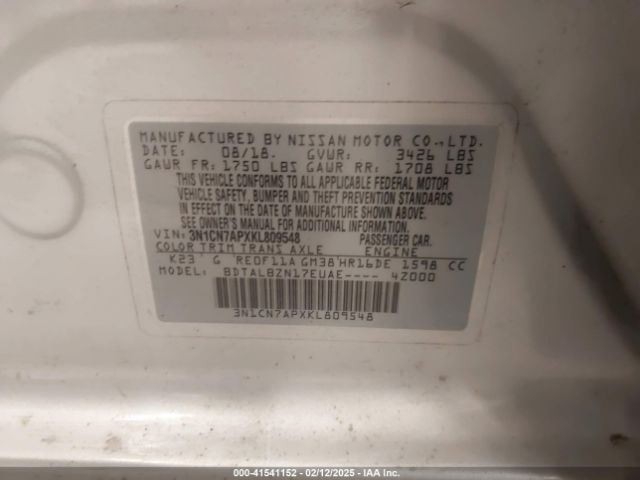 MANUFACTURED BY NISSAN MOTOR CO.,LTD.
DATE: 08/18. GVWR: 3426 LBS
GAWR FR: 1750 LBS GAWR RR: 1708 LBS
THIS VEHICLE CONFORMS TO ALL APPLICABLE FEDERAL MOTOR
VEHICLE SAFETY, BUMPER AND THEFT PREVENTION STANDARDS
IN EFFECT ON THE DATE OF MANUFACTURE SHOWN ABOVE.
SEE OWNER'S MANUAL FOR ADDITIONAL INFORMATION.
VIN: 3N1CN7APXKL809548 PASSENGER CAR.
COLOR TRIM TRANS AXLE ENGINE
K23 G RE0F11A GM38 HR16DE 1598 CC
MODEL: BDTALBZN17EUAE---- 4Z000
3N1CN7APXKL809548
000-41541152 - 02/12/2025 - IAA Inc.